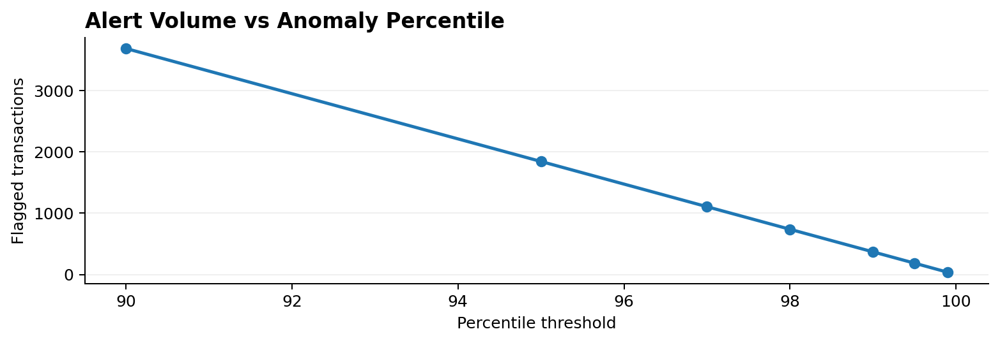 Alert Volume vs Anomaly Percentile
Flagged transactions
3000
2000
1000
0
90 92 94 96 98 100
Percentile threshold